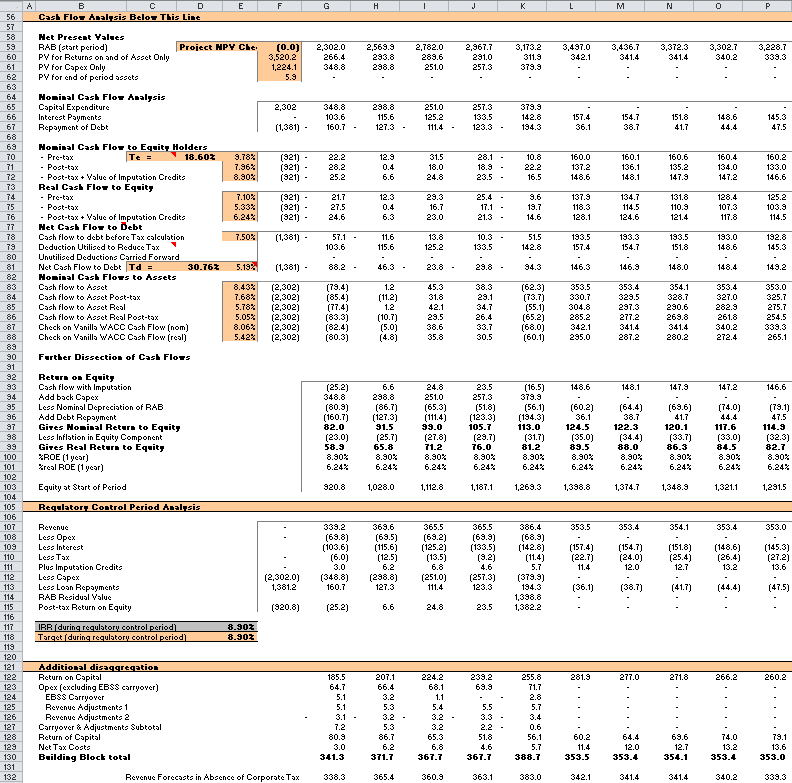 A B C D E F G H I J K L M N O P
56 Cash Flow Analysis Below This Line
57
58 Net Present Values
59 RAB (start period) Project NPV Che (0.0) 2,302.0 2,569.9 2,782.0 2,967.7 3,173.2 3,497.0 3,436.7 3,372.3 3,302.7 3,228.7
60 PV for Returns on and of Asset Only 3,520.2 266.4 293.8 289.6 291.0 311.9 342.1 341.4 341.4 340.2 339.3
61 PV for Capex Only 1,224.1 348.8 298.8 251.0 257.3 379.9 - - - - -
62 PV for end of period assets 5.9 - - - - - - - - - -
63
64 Nominal Cash Flow Analysis
65 Capital Expenditure 2,302 348.8 298.8 251.0 257.3 379.9 - - - - -
66 Interest Payments 103.6 115.6 125.2 133.5 142.8 157.4 154.7 151.8 148.6 145.3
67 Repayment of Debt (1,381) - 160.7 - 127.3 - 111.4 - 123.3 - 194.3 36.1 38.7 41.7 44.4 47.5
68
69 Nominal Cash Flow to Equity Holders
70 - Pre-tax Te = 18.60% 9.78% (921) - 22.2 12.9 31.5 28.1 - 10.8 160.0 160.1 160.6 160.4 160.2
71 - Post-tax 7.96% (921) - 28.2 0.4 18.0 18.9 - 22.2 137.2 136.1 135.2 134.0 133.0
72 - Post-tax + Value of Imputation Credits 8.90% (921) - 25.2 6.6 24.8 23.5 - 16.5 148.6 148.1 147.9 147.2 146.6
73 Real Cash Flow to Equity
74 - Pre-tax 7.10% (921) - 21.7 12.3 29.3 25.4 - 9.6 137.9 134.7 131.8 128.4 125.2
75 - Post-tax 5.33% (921) - 27.5 0.4 16.7 17.1 - 19.7 118.3 114.5 110.9 107.3 103.9
76 - Post-tax + Value of Imputation Credits 6.24% (921) - 24.6 6.3 23.0 21.3 - 14.6 128.1 124.6 121.4 117.8 114.5
77 Net Cash Flow to Debt
78 Cash flow to debt before Tax calculation 7.50% (1,381) - 57.1 - 11.6 13.8 10.3 - 51.5 193.5 193.3 193.5 193.0 192.8
79 Deduction Utilised to Reduce Tax 103.6 115.6 125.2 133.5 142.8 157.4 154.7 151.8 148.6 145.3
80 Unutilised Deductions Carried Forward - - - - - - - - - -
81 Net Cash Flow to Debt Td = 30.76% 5.19% (1,381) - 88.2 - 46.3 - 23.8 - 29.8 - 94.3 146.3 146.9 148.0 148.4 149.2
82 Nominal Cash Flows to Assets
83 Cash flow to Asset 8.43% (2,302) (79.4) 1.2 45.3 38.3 (62.3) 353.5 353.4 354.1 353.4 353.0
84 Cash flow to Asset Post-tax 7.68% (2,302) (85.4) (11.2) 31.8 29.1 (73.7) 330.7 329.5 328.7 327.0 325.7
85 Cash flow to Asset Real 5.78% (2,302) (77.4) 1.2 42.1 34.7 (55.1) 304.8 297.3 290.6 282.9 275.7
86 Cash flow to Asset Real Post-tax 5.05% (2,302) (83.3) (10.7) 29.5 26.4 (65.2) 285.2 277.2 269.8 261.8 254.5
87 Check on Vanilla WACC Cash Flow (nom) 8.06% (2,302) (82.4) (5.0) 38.6 33.7 (68.0) 342.1 341.4 341.4 340.2 339.3
88 Check on Vanilla WACC Cash Flow (real) 5.42% (2,302) (80.3) (4.8) 35.8 30.5 (60.1) 295.0 287.2 280.2 272.4 265.1
89
90 Further Dissection of Cash Flows
91
92 Return on Equity
93 Cash flow with Imputation (25.2) 6.6 24.8 23.5 (16.5) 148.6 148.1 147.9 147.2 146.6
94 Add back Capex 348.8 298.8 251.0 257.3 379.9 - - - - -
95 Less Nominal Depreciation of RAB (80.9) (86.7) (65.3) (51.8) (56.1) (60.2) (64.4) (69.6) (74.0) (79.1)
96 Add Debt Repayment (160.7) (127.3) (111.4) (123.3) (194.3) 36.1 38.7 41.7 44.4 47.5
97 Gives Nominal Return to Equity 82.0 91.5 99.0 105.7 113.0 124.5 122.3 120.1 117.6 114.9
98 Less Inflation in Equity Component (23.0) (25.7) (27.8) (29.7) (31.7) (35.0) (34.4) (33.7) (33.0) (32.3)
99 Gives Real Return to Equity 58.9 65.8 71.2 76.0 81.2 89.5 88.0 86.3 84.5 82.7
100 %ROE (1 year) 8.90% 8.90% 8.90% 8.90% 8.90% 8.90% 8.90% 8.90% 8.90% 8.90%
101 %real ROE (1 year) 6.24% 6.24% 6.24% 6.24% 6.24% 6.24% 6.24% 6.24% 6.24% 6.24%
102
103 Equity at Start of Period 920.8 1,028.0 1,112.8 1,187.1 1,269.3 1,398.8 1,374.7 1,348.9 1,321.1 1,291.5
104
105 Regulatory Control Period Analysis
106
107 Revenue - 339.2 369.6 365.5 365.5 386.4 353.5 353.4 354.1 353.4 353.0
108 Less Opex - (69.8) (69.5) (69.2) (69.9) (68.9) - - - - -
109 Less Interest - (103.6) (115.6) (125.2) (133.5) (142.8) (157.4) (154.7) (151.8) (148.6) (145.3)
110 Less Tax - (6.0) (12.5) (13.5) (9.2) (11.4) (22.7) (24.0) (25.4) (26.4) (27.2)
111 Plus Imputation Credits - 3.0 6.2 6.8 4.6 5.7 11.4 12.0 12.7 13.2 13.6
112 Less Capex (2,302.0) (348.8) (298.8) (251.0) (257.3) (379.9) - - - - -
113 Less Loan Repayments 1,381.2 160.7 127.3 111.4 123.3 194.3 (36.1) (38.7) (41.7) (44.4) (47.5)
114 RAB Residual Value 1,398.8 - - - - -
115 Post-tax Return on Equity (920.8) (25.2) 6.6 24.8 23.5 1,382.2
116
117 IRR (during regulatory control period) 8.90%
118 Target (during regulatory control period) 8.90%
119
120
121 Additional disaggregation
122 Return on Capital 185.5 207.1 224.2 239.2 255.8 281.9 277.0 271.8 266.2 260.2
123 Opex (excluding EBSS carryover) 64.7 66.4 68.1 69.9 71.7 - - - - -
124 EBSS Carryover 5.1 3.2 1.1 - - 2.8 - - - - -
125 Revenue Adjustments 1 5.1 5.3 5.4 5.5 5.7 - - - - -
126 Revenue Adjustments 2 - 3.1 - 3.2 - 3.2 - 3.3 - 3.4 - - - - -
127 Carryover & Adjustments Subtotal 7.2 5.3 3.2 2.2 - 0.6 - - - - -
128 Return of Capital 80.9 86.7 65.3 51.8 56.1 60.2 64.4 69.6 74.0 79.1
129 Net Tax Costs 3.0 6.2 6.8 4.6 5.7 11.4 12.0 12.7 13.2 13.6
130 Building Block total 341.3 371.7 367.7 367.7 388.7 353.5 353.4 354.1 353.4 353.0
131
132 Revenue Forecasts in Absence of Corporate Tax 338.3 365.4 360.9 363.1 383.0 342.1 341.4 341.4 340.2 339.3